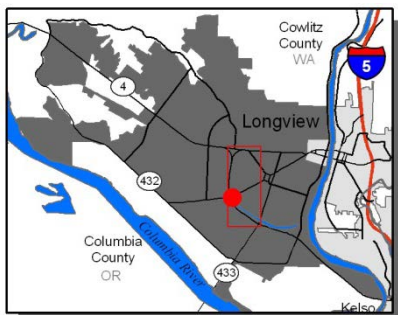 Cowlitz
County
WA
5
4
Longview
432
Columbia River
Columbia
County
OR
433
Kelso